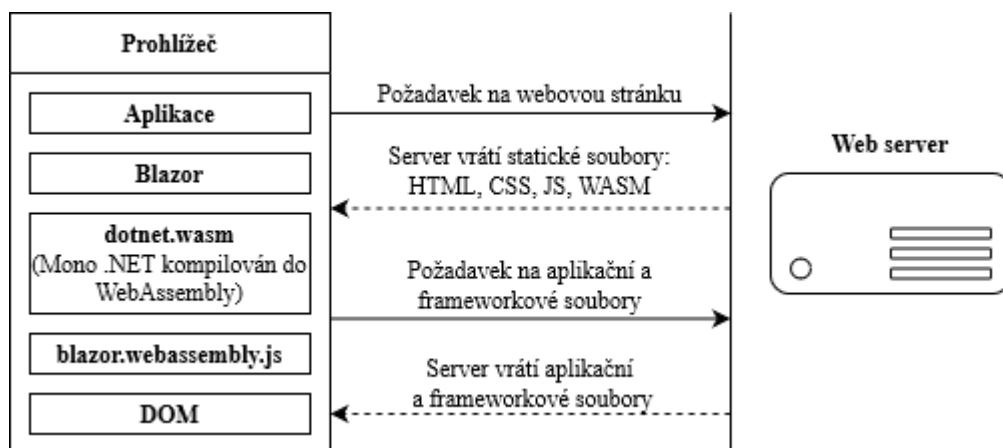 Prohlížeč
Aplikace
Blazor
dotnet.wasm
(Mono .NET kompilován do
WebAssembly)
blazor.webassembly.js
DOM
Požadavek na webovou stránku
Server vrátí statické soubory:
HTML, CSS, JS, WASM
Požadavek na aplikační a
frameworkové soubory
Server vrátí aplikační
a frameworkové soubory
Web server